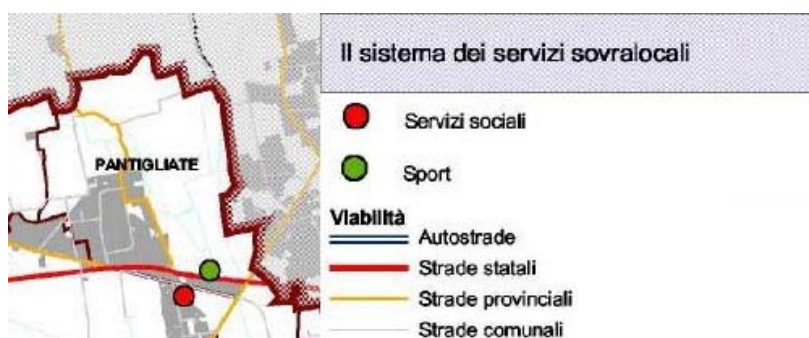 PANTIGLIATE
Il sistema dei servizi sovralocali
Servizi sociali
Sport
Viabilità
Autostrade
Strade statali
Strade provinciali
Strade comunali